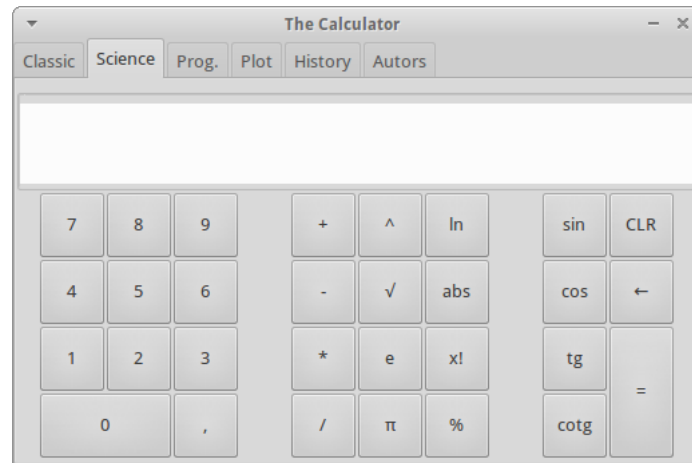 The Calculator
Classic Science Prog. Plot History Autors
7 8 9 + ^ ln sin CLR
4 5 6 - √ abs cos ←
1 2 3 * e x! tg
=
0 , / π % cotg